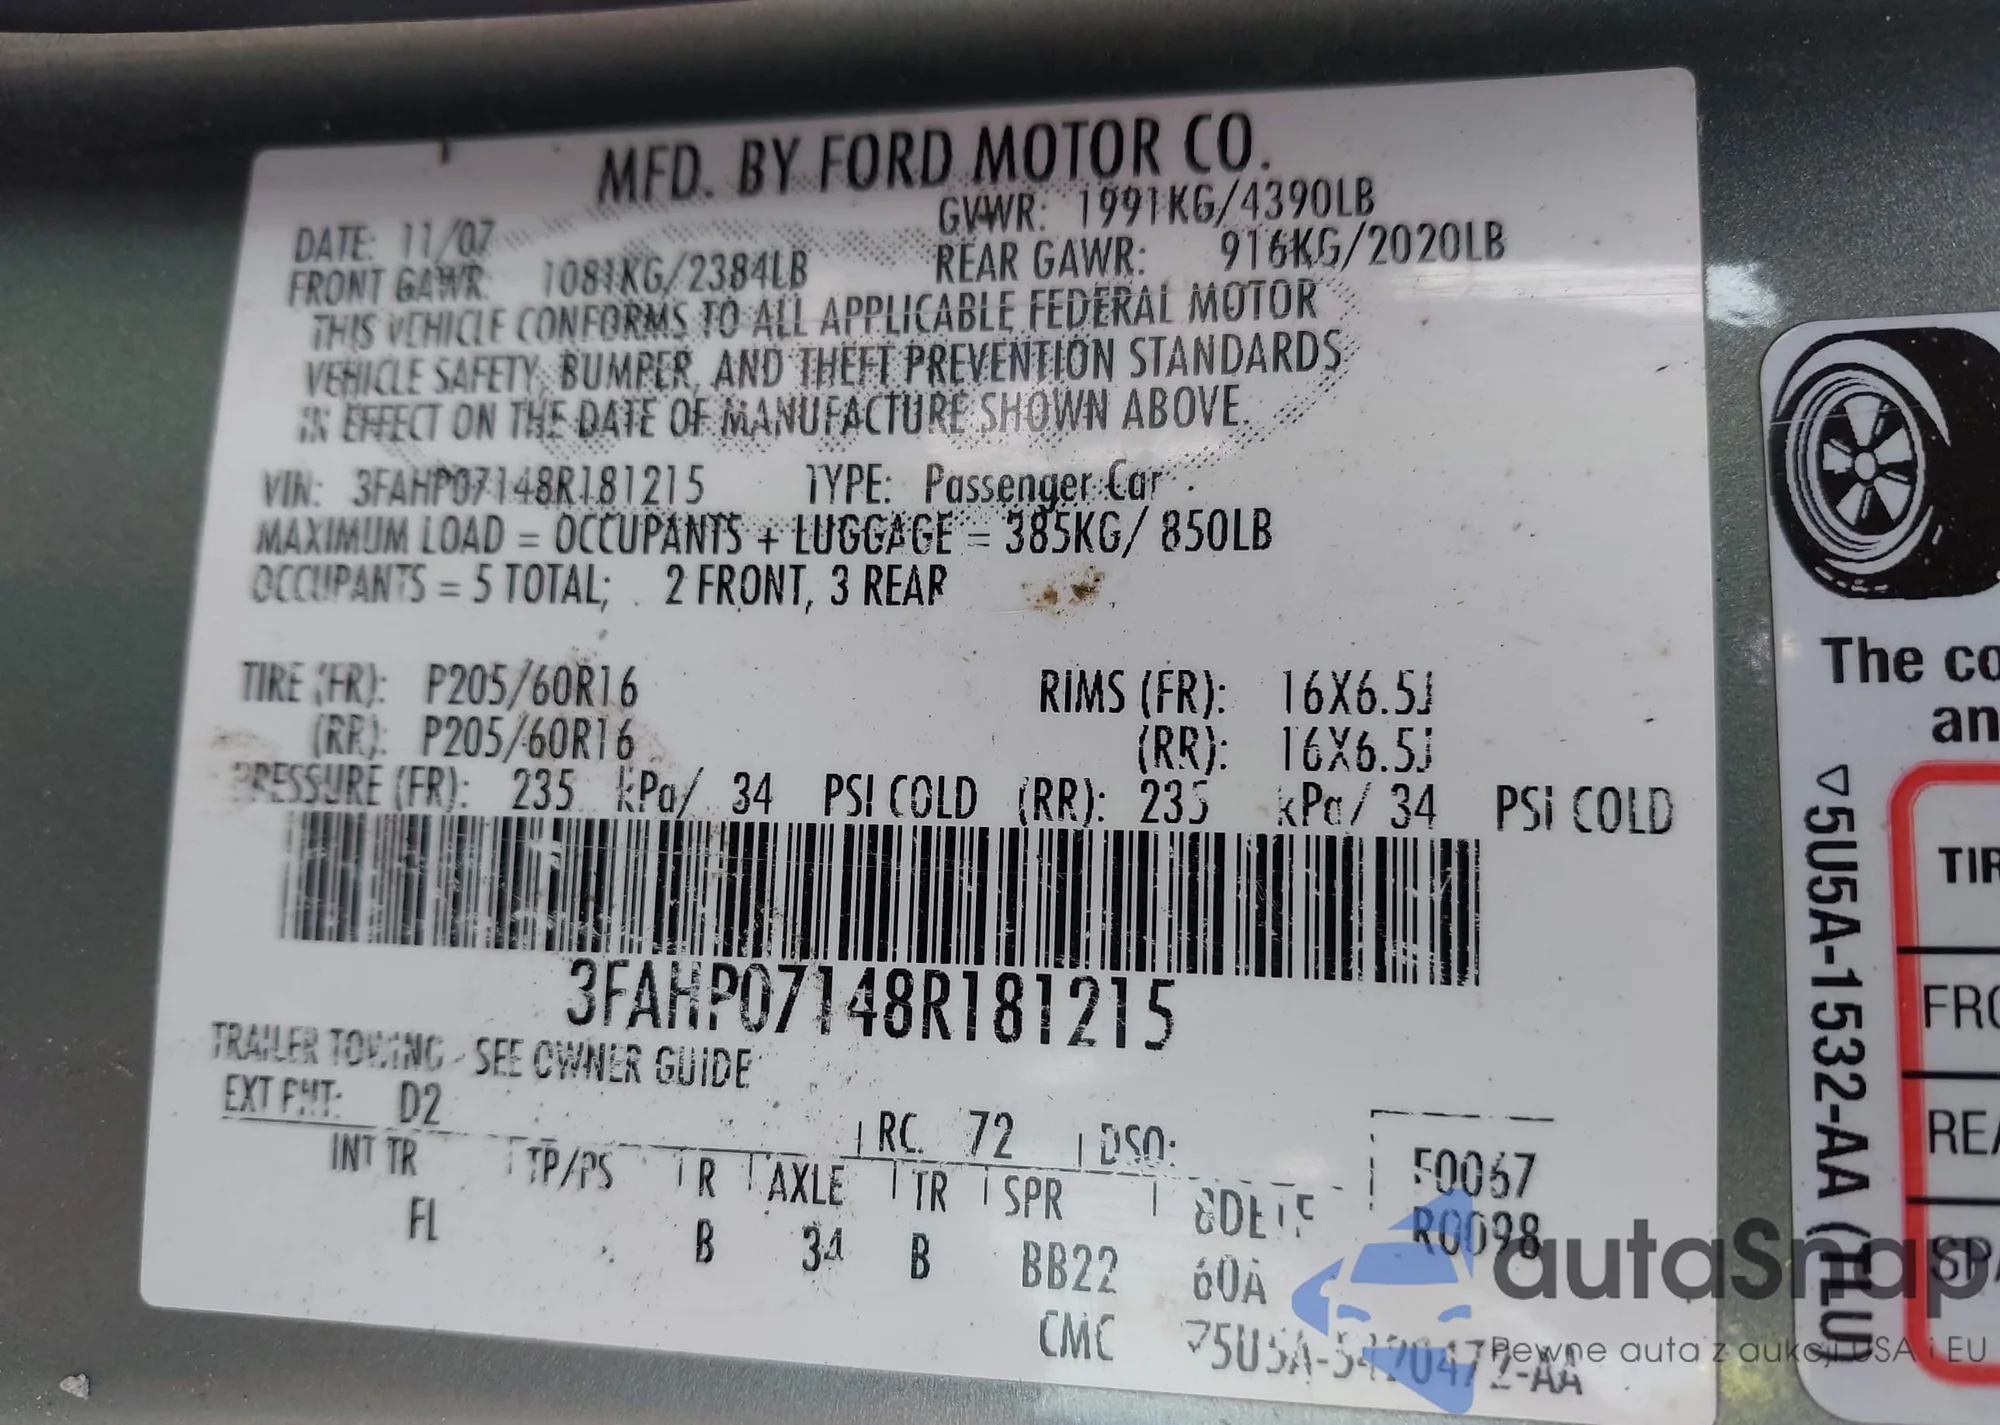 MFD. BY FORD MOTOR CO.
DATE: 11/07 GVWR: 1991KG/4390LB
FRONT GAWR: 1081KG/2384LB REAR GAWR: 916KG/2020LB
THIS VEHICLE CONFORMS TO ALL APPLICABLE FEDERAL MOTOR
VEHICLE SAFETY, BUMPER, AND THEFT PREVENTION STANDARDS
IN EFFECT ON THE DATE OF MANUFACTURE SHOWN ABOVE.
VIN: 3FAHP07148R181215 TYPE: Passenger Car
MAXIMUM LOAD = OCCUPANTS + LUGGAGE = 385KG/ 850LB
OCCUPANTS = 5 TOTAL; 2 FRONT, 3 REAR
TIRE (FR): P205/60R16 RIMS (FR): 16X6.5J
(RR): P205/60R16 (RR): 16X6.5J
PRESSURE (FR): 235 kPa/ 34 PSI COLD (RR): 235 kPa/ 34 PSI COLD
3FAHP07148R181215
TRAILER TOWING - SEE OWNER GUIDE
EXT PNT: D2 RC: 72 DSO:
INT TR TP/PS R AXLE TR SPR
FL B 34 B BB22 60A
F0067
R0098
CMC
The co
an
▽5U5A-1532-AA (TLU
TIR
FRO
REA
SPA
autaSnap
Pewne auta z aukcji USA i EU